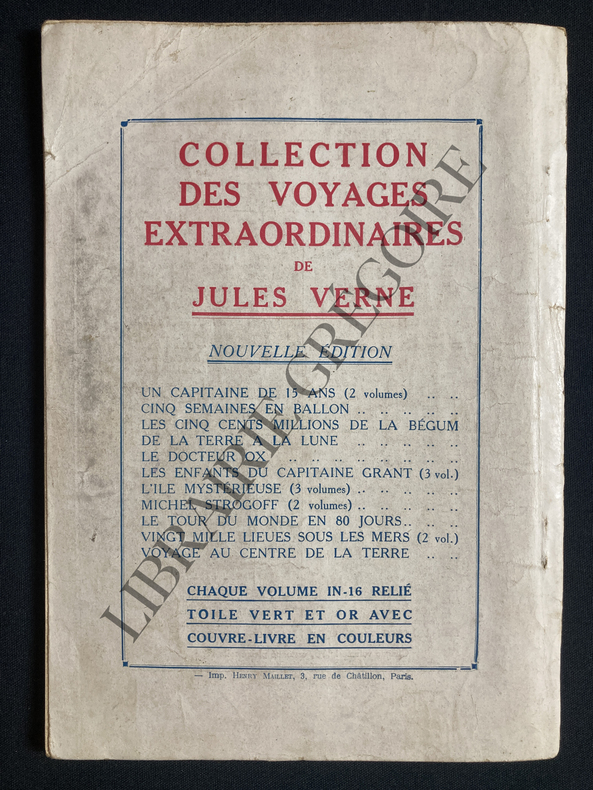 COLLECTION
DES VOYAGES
EXTRAORDINAIRES
DE
JULES VERNE
NOUVELLE ÉDITION
UN CAPITAINE DE 15 ANS (2 volumes) .. ..
CINQ SEMAINES EN BALLON .. .. .. .. ..
LES CINQ CENTS MILLIONS DE LA BÉGUM
DE LA TERRE A LA LUNE .. .. .. .. ..
LE DOCTEUR OX .. .. .. .. .. .. .. ..
LES ENFANTS DU CAPITAINE GRANT (3 vol.)
L'ILE MYSTÉRIEUSE (3 volumes) .. .. .. .. ..
MICHEL STROGOFF (2 volumes) .. .. .. .. ..
LE TOUR DU MONDE EN 80 JOURS .. .. ..
VINGT MILLE LIEUES SOUS LES MERS (2 vol.)
VOYAGE AU CENTRE DE LA TERRE .. ..
CHAQUE VOLUME IN-16 RELIÉ
TOILE VERT ET OR AVEC
COUVRE-LIVRE EN COULEURS
— Imp. HENRY MAILLET, 3, rue de Châtillon, Paris.
LIBRAIRIE GRÉGOIRE